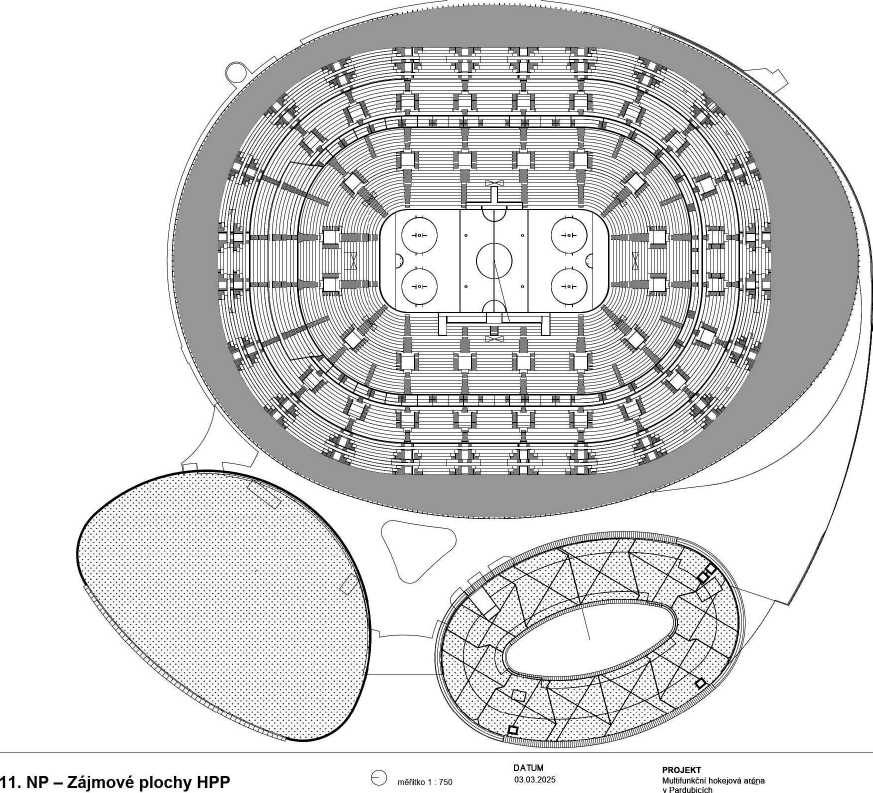 11. NP – Zájmové plochy HPP
měřítko 1 : 750
DATUM
03.03.2025
PROJEKT
Multifunkční hokejová aréna
v Pardubicích